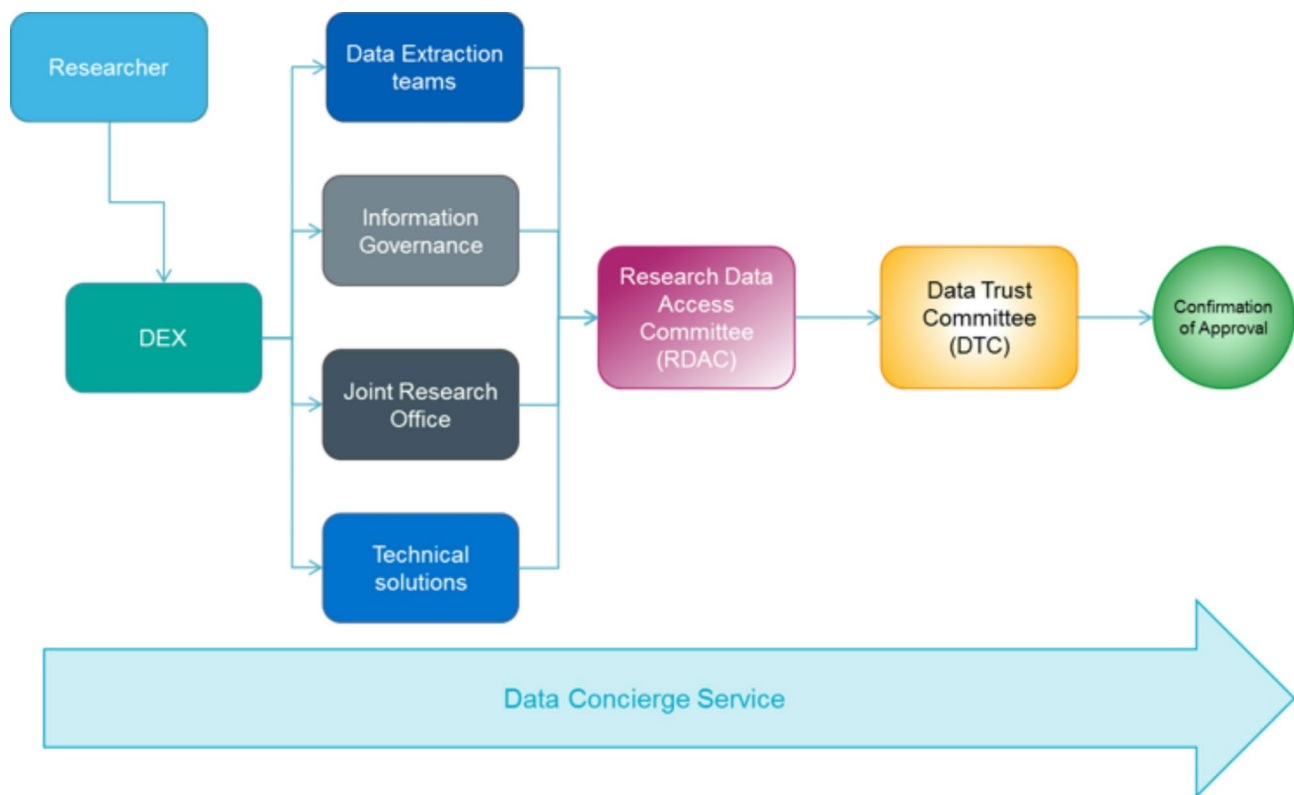 Researcher
DEX
Data Extraction
teams
Information
Governance
Joint Research
Office
Technical
solutions
Research Data
Access
Committee
(RDAC)
Data Trust
Committee
(DTC)
Confirmation
of Approval
Data Concierge Service